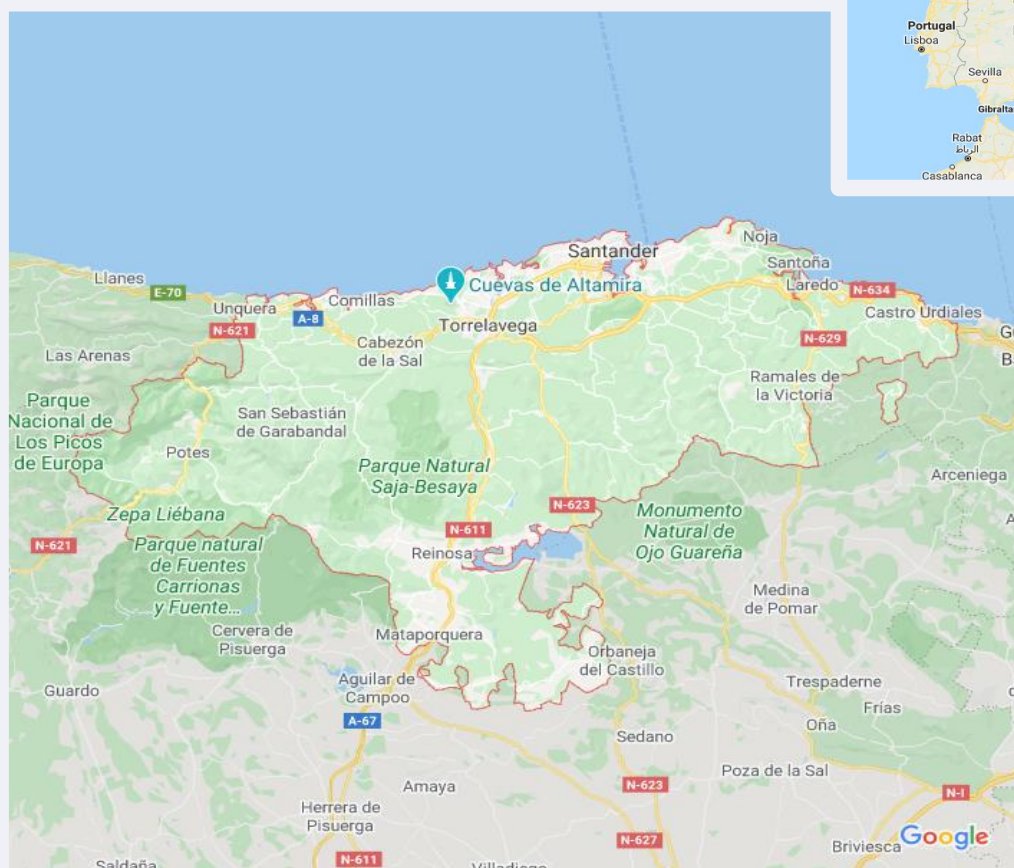 Portugal
Lisboa
Sevilla
Gibralta
Rabat
الرباط
Casablanca
Noja
Santander
Santoña
Llanes
Cuevas de Altamira
Laredo
E-70
N-634
Comillas
Unquera
A-8
Castro Urdiales
Torrelavega
N-621
N-629
Cabezón
de la Sal
Las Arenas
Ramales de
la Victoria
Parque
Nacional de
Los Picos
de Europa
San Sebastián
de Garabandal
Potes
Parque Natural
Saja-Besaya
Arceniega
N-623
Zepa Liébana
Monumento
Natural de
Ojo Guareña
N-611
N-621
Parque natural
de Fuentes
Carrionas
y Fuente...
Reinosa
Medina
de Pomar
Cervera de
Pisuerga
Mataporquera
Orbaneja
del Castillo
Aguilar de
Campoo
Guardo
Trespaderne
Frías
A-67
Oña
Sedano
Poza de la Sal
Amaya
N-623
N-I
Herrera de
Pisuerga
Google
N-627
Briviesca
N-611
Saldaña
Villadiego